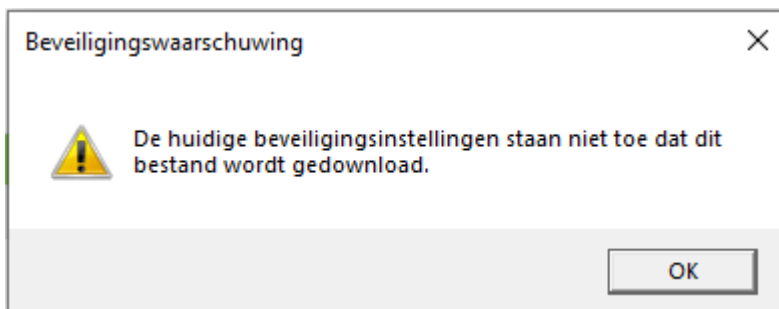 Beveiligingswaarschuwing
De huidige beveiligingsinstellingen staan niet toe dat dit
bestand wordt gedownload.
OK